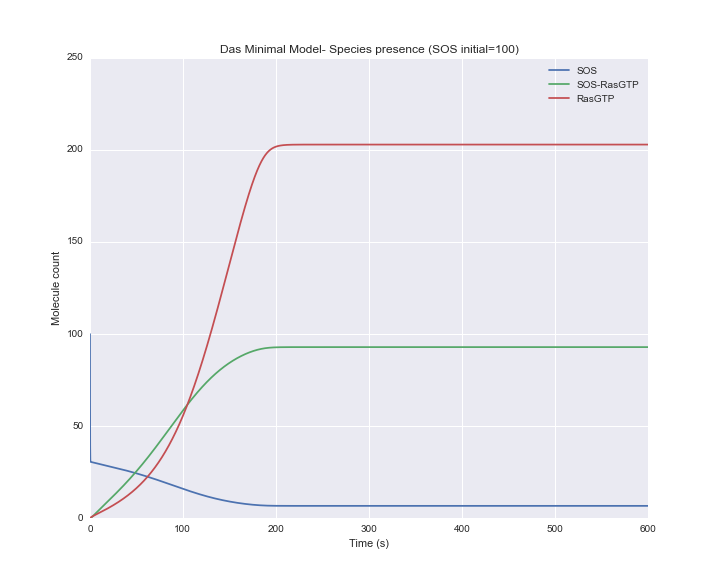 Das Minimal Model- Species presence (SOS initial=100)
250
200
150
100
50
0
Molecule count
SOS
SOS-RasGTP
RasGTP
0 100 200 300 400 500 600
Time (s)